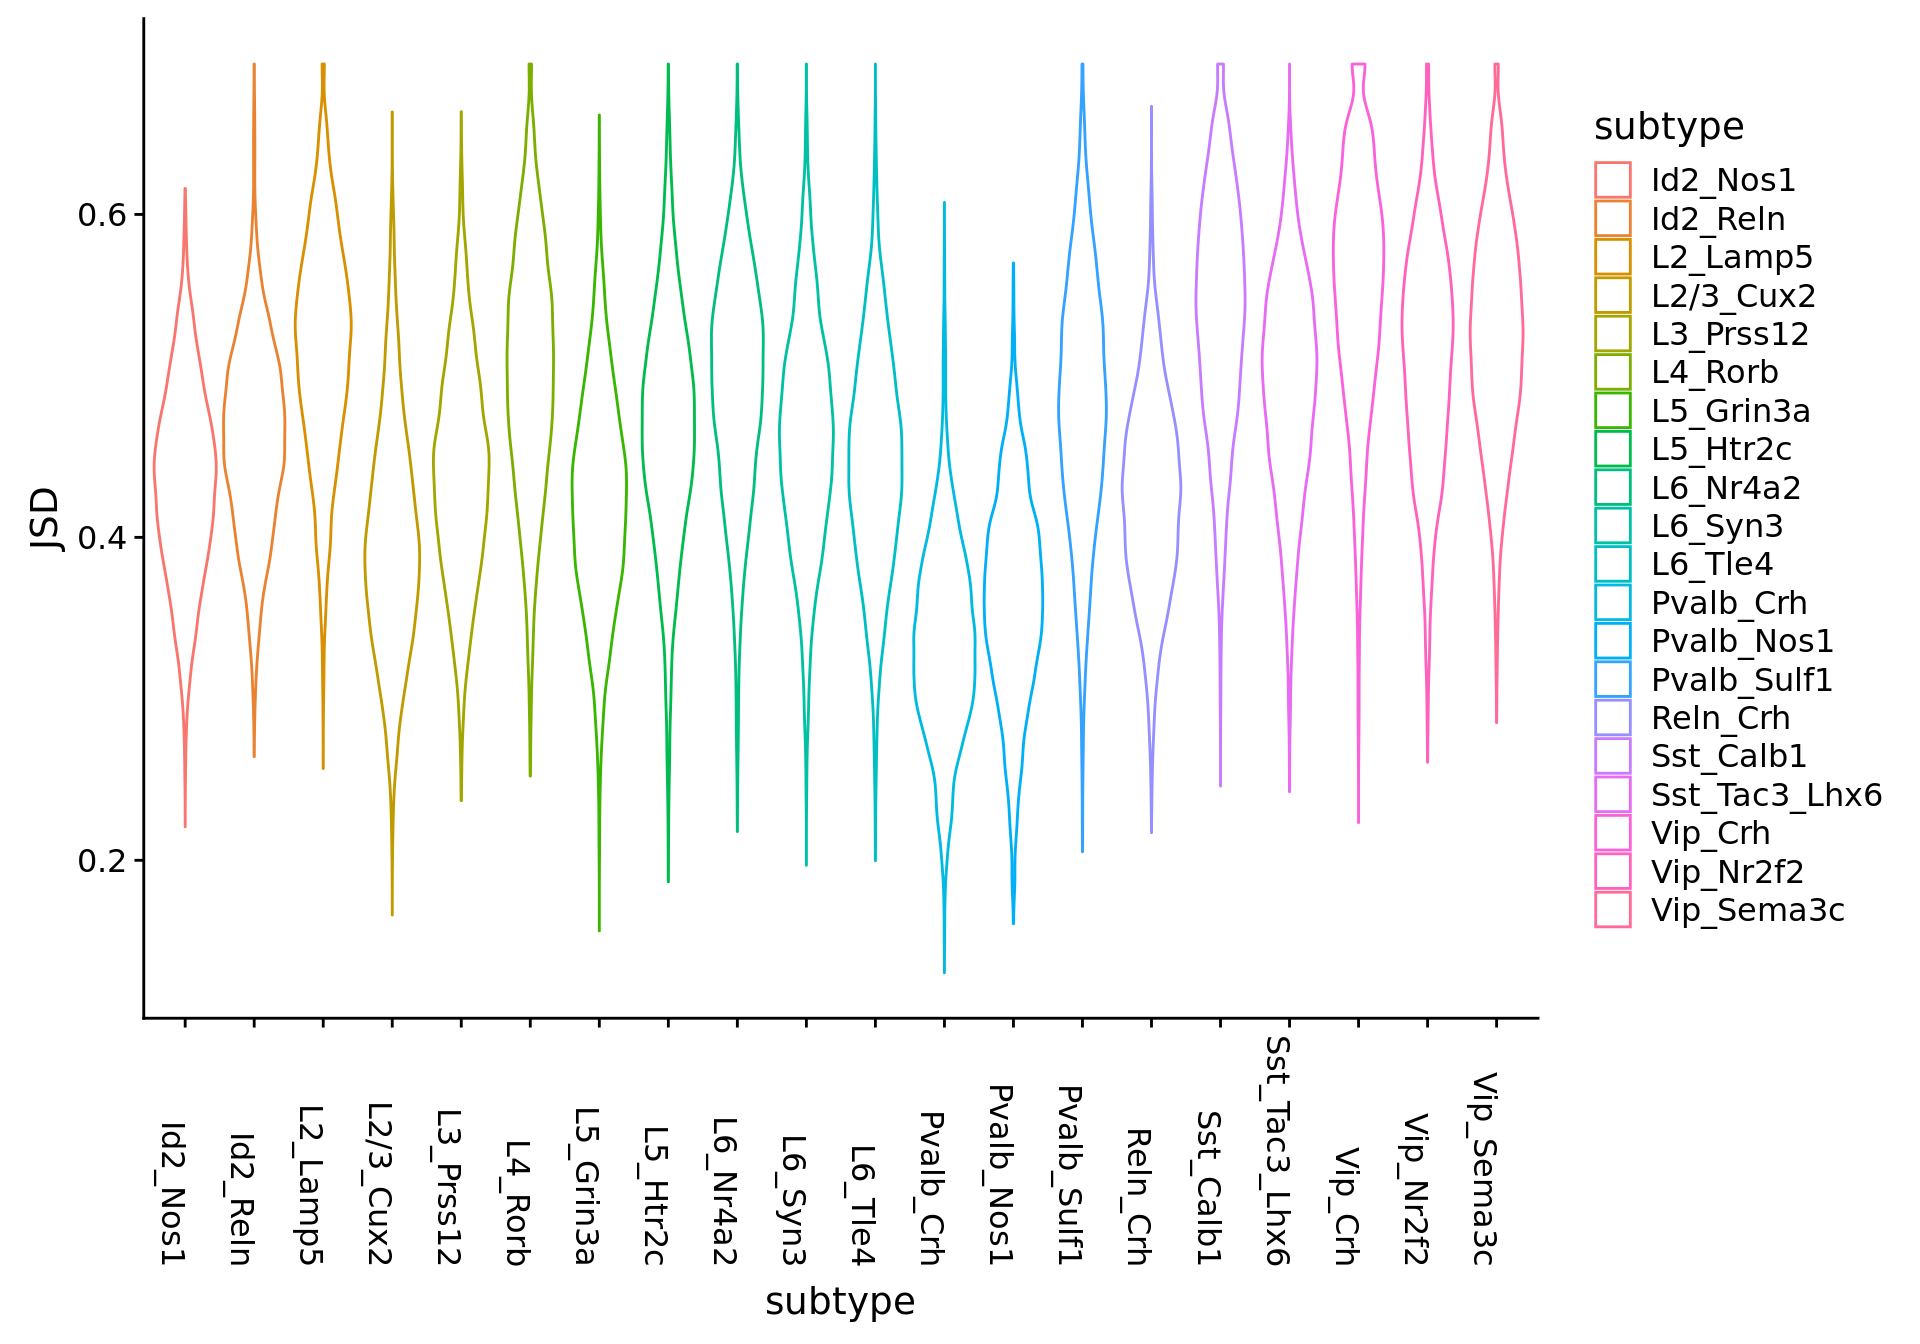 JSD
0.6
0.4
0.2
Id2_Nos1
Id2_Reln
L2_Lamp5
L2/3_Cux2
L3_Prss12
L4_Rorb
L5_Grin3a
L5_Htr2c
L6_Nr4a2
L6_Syn3
L6_Tle4
Pvalb_Crh
Pvalb_Nos1
Pvalb_Sulf1
Reln_Crh
Sst_Calb1
Sst_Tac3_Lhx6
Vip_Crh
Vip_Nr2f2
Vip_Sema3c
subtype
subtype
Id2_Nos1
Id2_Reln
L2_Lamp5
L2/3_Cux2
L3_Prss12
L4_Rorb
L5_Grin3a
L5_Htr2c
L6_Nr4a2
L6_Syn3
L6_Tle4
Pvalb_Crh
Pvalb_Nos1
Pvalb_Sulf1
Reln_Crh
Sst_Calb1
Sst_Tac3_Lhx6
Vip_Crh
Vip_Nr2f2
Vip_Sema3c